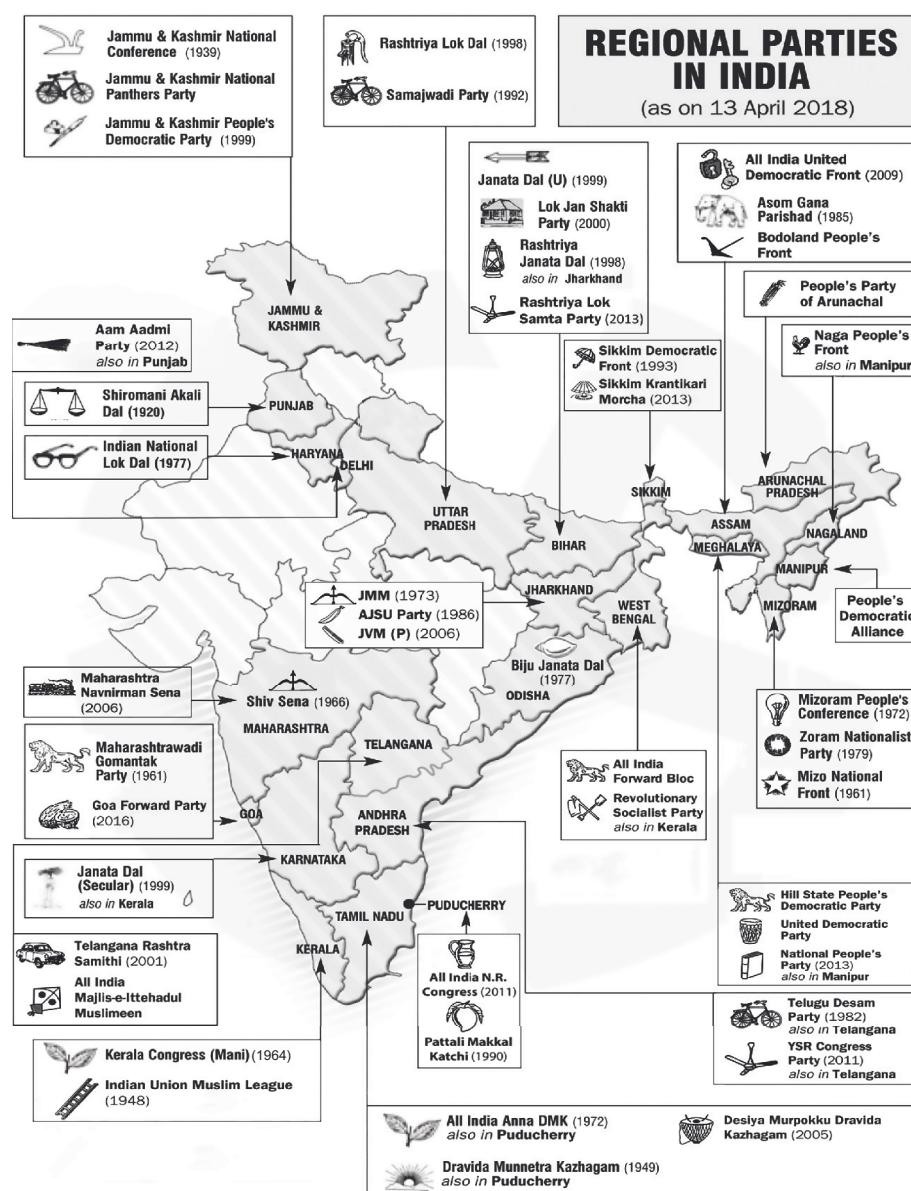 REGIONAL PARTIES
IN INDIA
(as on 13 April 2018)
Jammu & Kashmir National
Conference (1939)
Jammu & Kashmir National
Panthers Party
Jammu & Kashmir People's
Democratic Party (1999)
Rashtriya Lok Dal (1998)
Samajwadi Party (1992)
Janata Dal (U) (1999)
Lok Jan Shakti
Party (2000)
Rashtriya
Janata Dal (1998)
also in Jharkhand
Rashtriya Lok
Samta Party (2013)
All India United
Democratic Front (2009)
Asom Gana
Parishad (1985)
Bodoland People's
Front
People's Party
of Arunachal
Naga People's
Front
also in Manipur
Sikkim Democratic
Front (1993)
Sikkim Krantikari
Morcha (2013)
Aam Aadmi
Party (2012)
also in Punjab
Shiromani Akali
Dal (1920)
Indian National
Lok Dal (1977)
JAMMU &
KASHMIR
PUNJAB
HARYANA
DELHI
UTTAR
PRADESH
BIHAR
SIKKIM
ARUNACHAL
PRADESH
ASSAM
NAGALAND
MEGHALAYA
MANIPUR
MIZORAM
JHARKHAND
WEST
BENGAL
JMM (1973)
AJSU Party (1986)
JVM (P) (2006)
People's
Democratic
Alliance
Biju Janata Dal
(1977)
ODISHA
Maharashtra
Navnirman Sena
(2006)
Shiv Sena (1966)
MAHARASHTRA
TELANGANA
Maharashtrawadi
Gomantak
Party (1961)
Goa Forward Party
(2016)
GOA
ANDHRA
PRADESH
KARNATAKA
All India
Forward Bloc
Revolutionary
Socialist Party
also in Kerala
Mizoram People's
Conference (1972)
Zoram Nationalist
Party (1979)
Mizo National
Front (1961)
Janata Dal
(Secular) (1999)
also in Kerala
TAMIL NADU
PUDUCHERRY
KERALA
Hill State People's
Democratic Party
United Democratic
Party
National People's
Party (2013)
also in Manipur
Telangana Rashtra
Samithi (2001)
All India
Majlis-e-Ittehadul
Muslimeen
All India N.R.
Congress (2011)
Pattali Makkal
Katchi (1990)
Telugu Desam
Party (1982)
also in Telangana
YSR Congress
Party (2011)
also in Telangana
Kerala Congress (Mani) (1964)
Indian Union Muslim League
(1948)
All India Anna DMK (1972)
also in Puducherry
Desiya Murpokku Dravida
Kazhagam (2005)
Dravida Munnetra Kazhagam (1949)
also in Puducherry